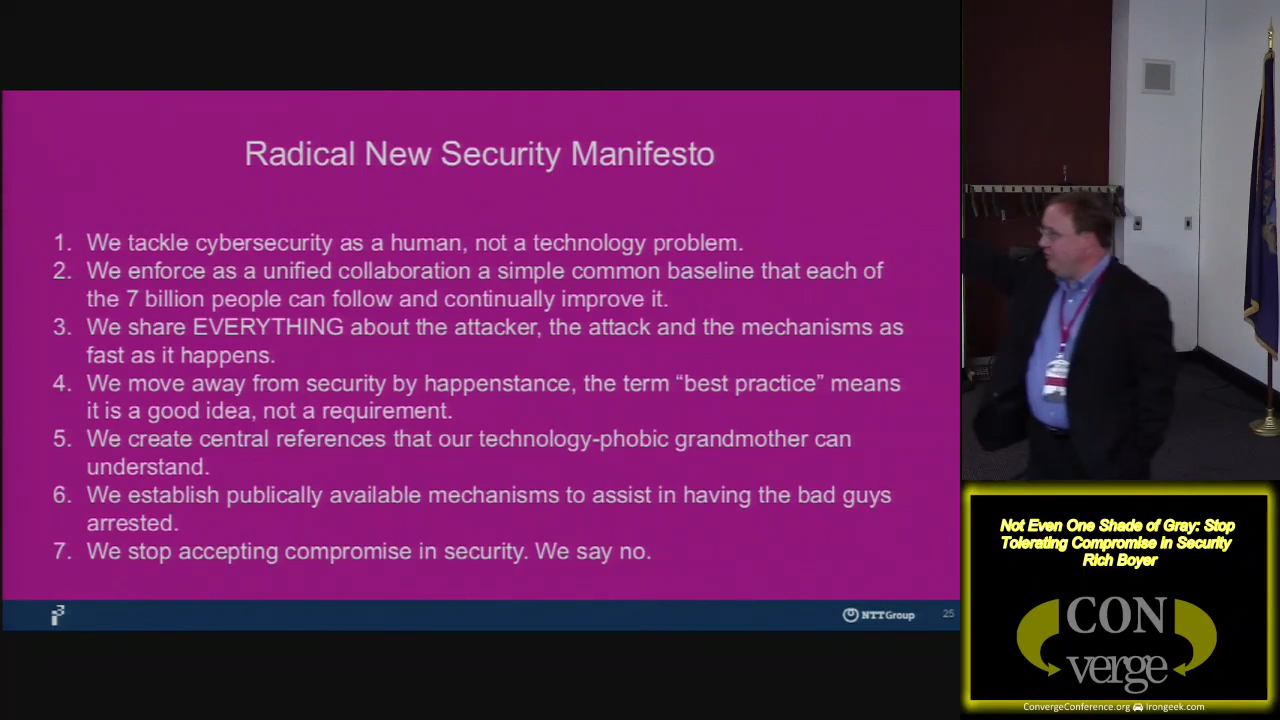 Radical New Security Manifesto
1. We tackle cybersecurity as a human, not a technology problem.
2. We enforce as a unified collaboration a simple common baseline that each of
the 7 billion people can follow and continually improve it.
3. We share EVERYTHING about the attacker, the attack and the mechanisms as
fast as it happens.
4. We move away from security by happenstance, the term “best practice” means
it is a good idea, not a requirement.
5. We create central references that our technology-phobic grandmother can
understand.
6. We establish publically available mechanisms to assist in having the bad guys
arrested.
7. We stop accepting compromise in security. We say no.
i3
NTT Group
25
Not Even One Shade of Gray: Stop
Tolerating Compromise in Security
Rich Boyer
CON
verge
ConvergeConference.org Irongeek.com